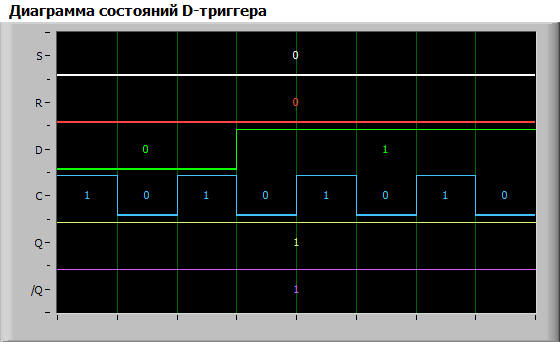 Диаграмма состояний D-триггера
S 0
R 0
D 0 1
C 1 0 1 0 1 0 1 0
Q 1
/Q 1